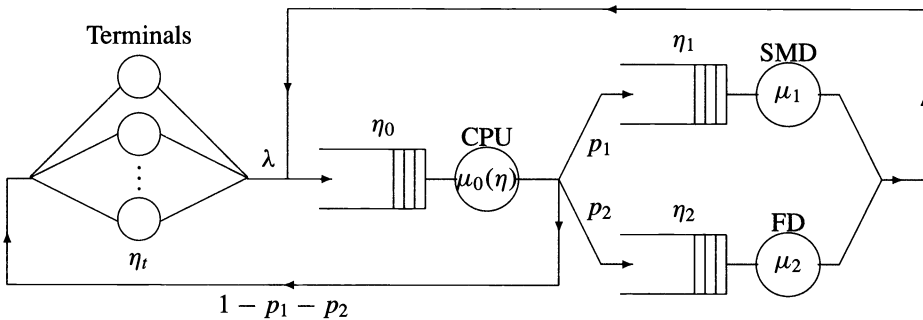 Terminals
η₁ SMD
μ₁
λ η₀ CPU
μ₀(η)
p₁
p₂
η₂ FD
μ₂
ηₜ
1 − p₁ − p₂